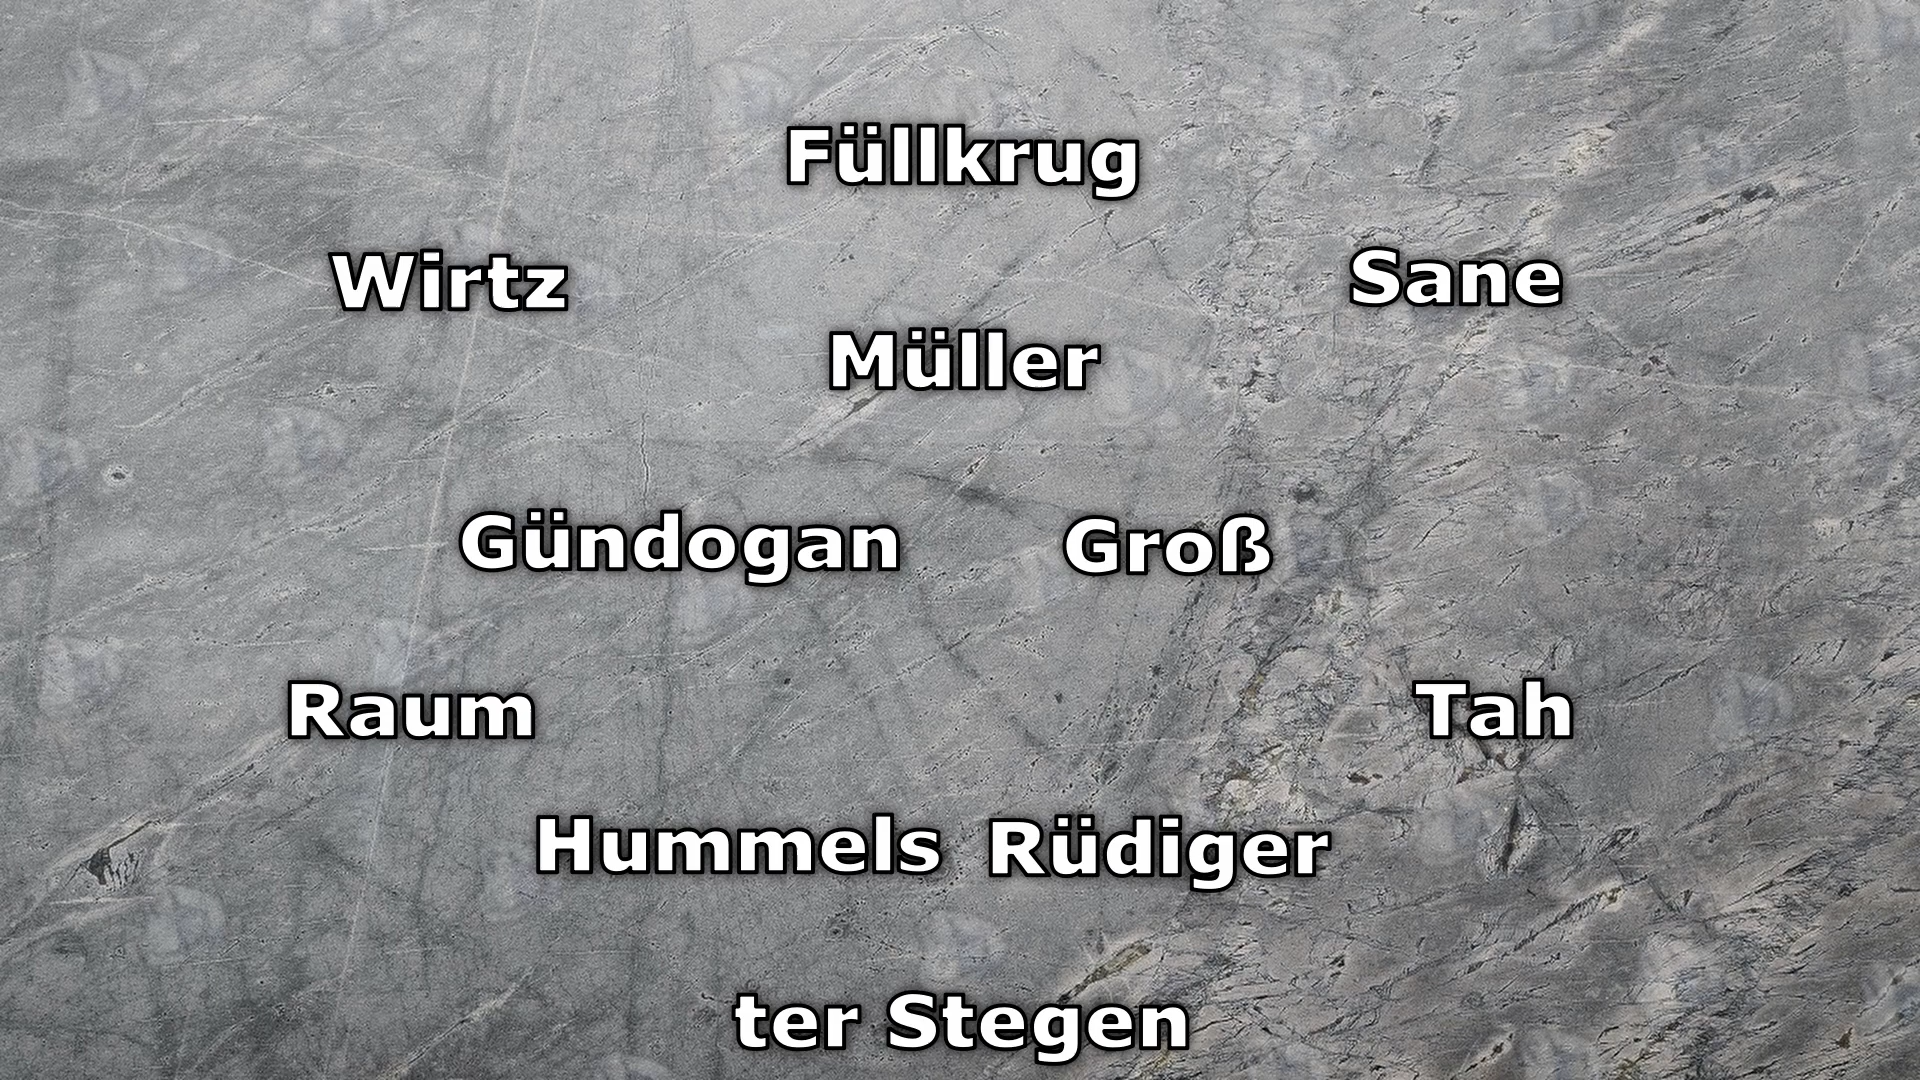 Füllkrug
Wirtz
Sane
Müller
Gündogan
Groß
Raum
Tah
Hummels
Rüdiger
ter Stegen